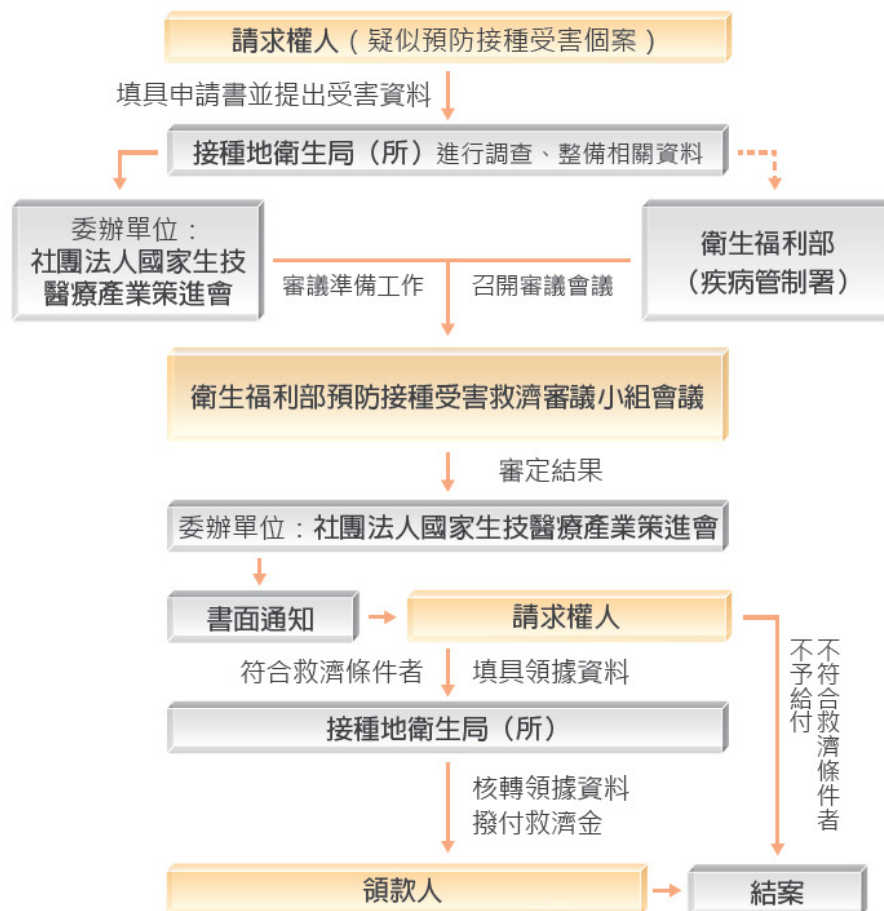 請求權人（疑似預防接種受害個案）
填具申請書並提出受害資料
接種地衛生局（所）進行調查、整備相關資料
委辦單位：
社團法人國家生技
醫療產業策進會
審議準備工作
召開審議會議
衛生福利部
（疾病管制署）
衛生福利部預防接種受害救濟審議小組會議
審定結果
委辦單位：社團法人國家生技醫療產業策進會
書面通知
請求權人
符合救濟條件者
填具領據資料
不符合救濟條件者
不予給付
接種地衛生局（所）
核轉領據資料
撥付救濟金
領款人
結案